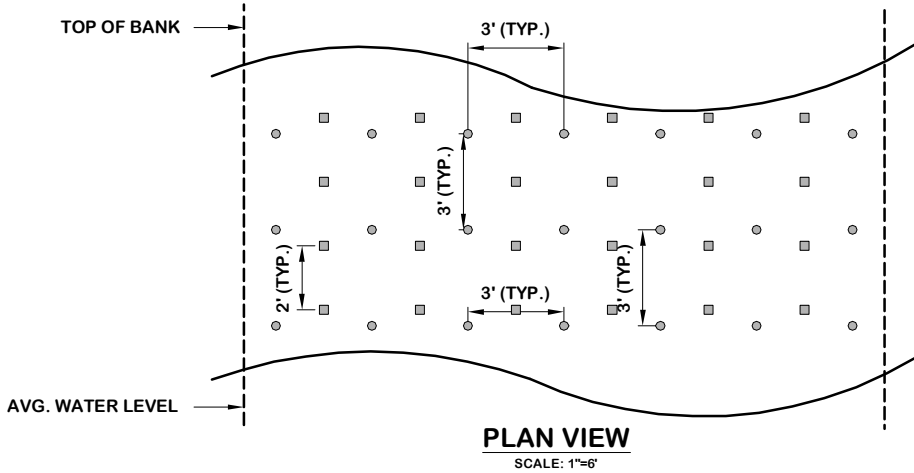 TOP OF BANK
3' (TYP.)
3' (TYP.)
2' (TYP.)
3' (TYP.)
3' (TYP.)
AVG. WATER LEVEL
PLAN VIEW
SCALE: 1"=6'